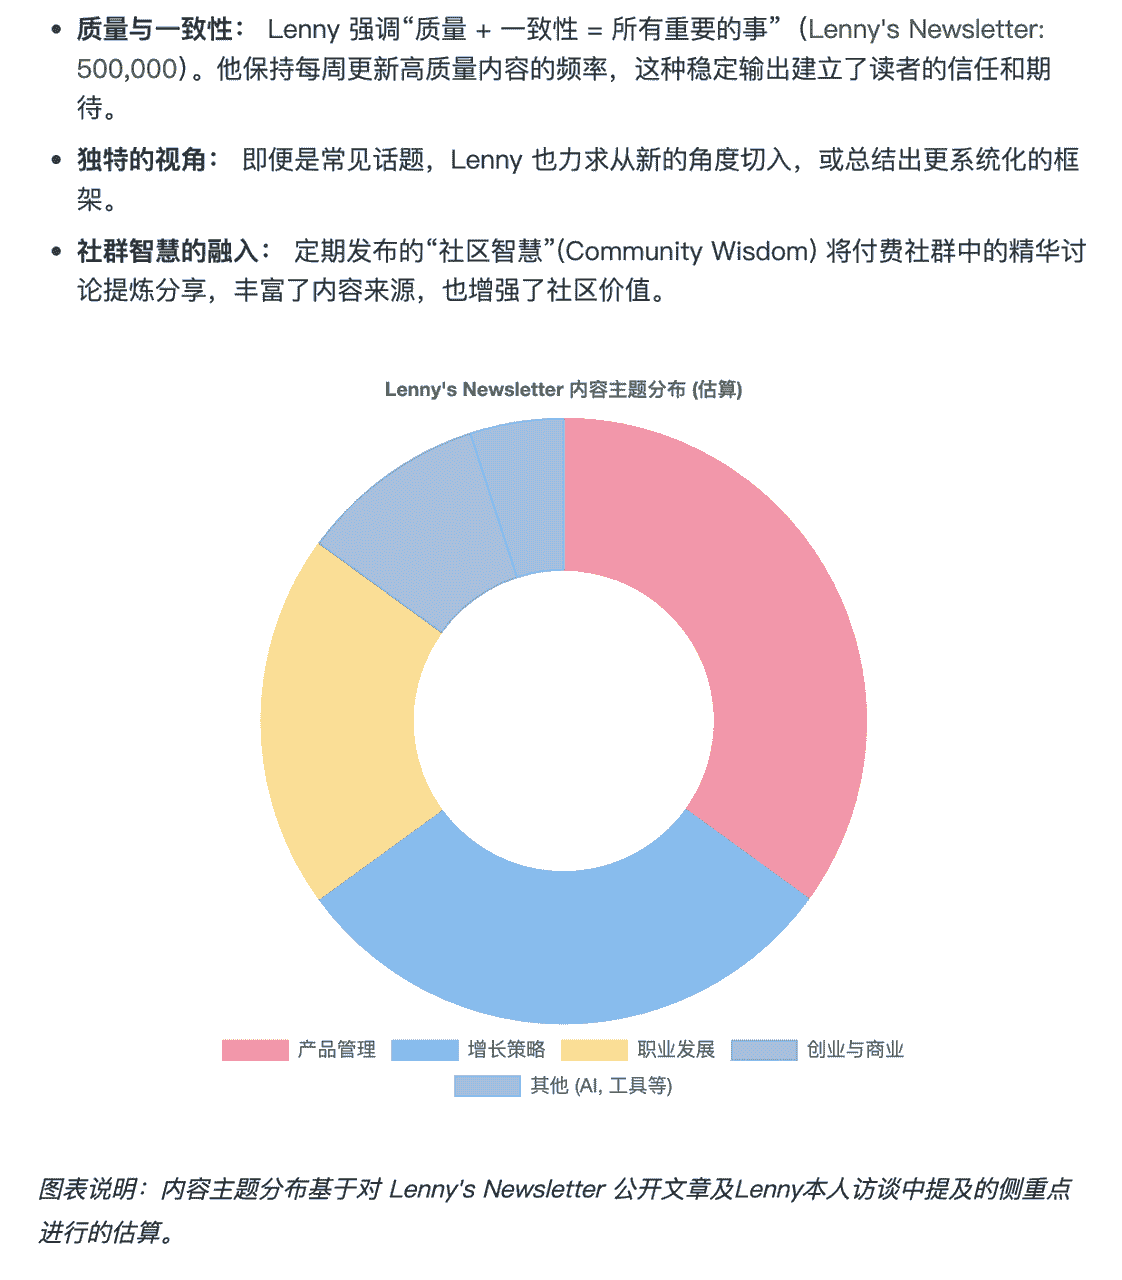 质量与一致性： Lenny 强调“质量 + 一致性 = 所有重要的事”（Lenny's Newsletter:
500,000）。他保持每周更新高质量内容的频率，这种稳定输出建立了读者的信任和期
待。
独特的视角： 即便是常见话题，Lenny 也力求从新的角度切入，或总结出更系统化的框
架。
社群智慧的融入： 定期发布的“社区智慧”(Community Wisdom) 将付费社群中的精华讨
论提炼分享，丰富了内容来源，也增强了社区价值。
Lenny's Newsletter 内容主题分布 (估算)
产品管理 增长策略 职业发展 创业与商业
其他 (AI, 工具等)
图表说明：内容主题分布基于对 Lenny's Newsletter 公开文章及Lenny本人访谈中提及的侧重点
进行的估算。